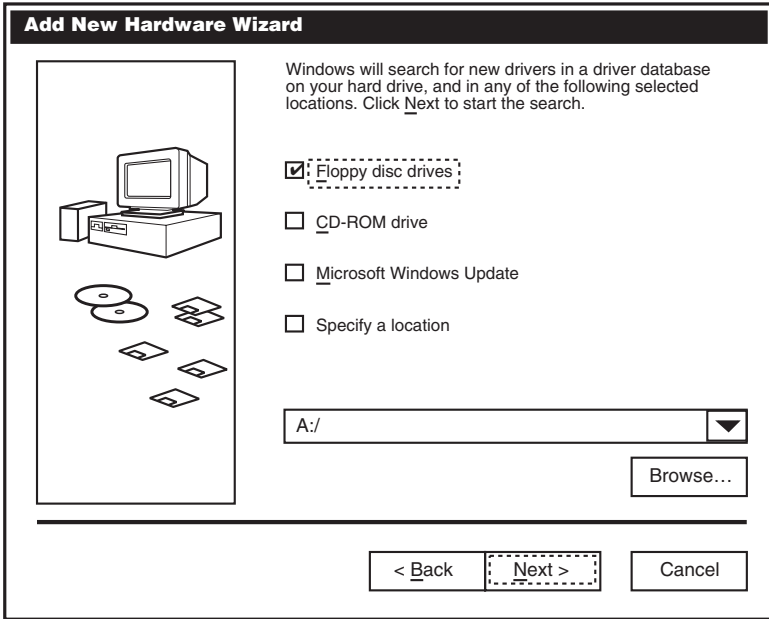 Add New Hardware Wizard
Windows will search for new drivers in a driver database
on your hard drive, and in any of the following selected
locations. Click Next to start the search.
Floppy disc drives
CD-ROM drive
Microsoft Windows Update
Specify a location
A:/
Browse...
< Back
Next >
Cancel